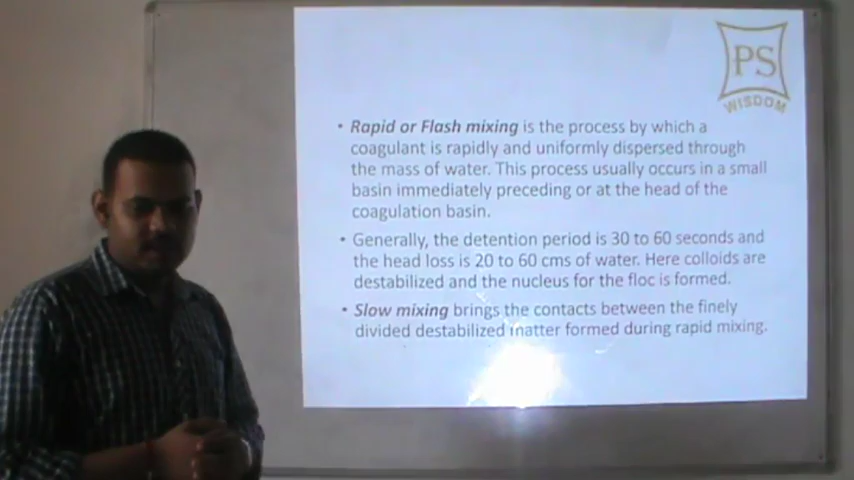 PS
WISDOM
• Rapid or Flash mixing is the process by which a
coagulant is rapidly and uniformly dispersed through
the mass of water. This process usually occurs in a small
basin immediately preceding or at the head of the
coagulation basin.
• Generally, the detention period is 30 to 60 seconds and
the head loss is 20 to 60 cms of water. Here colloids are
destabilized and the nucleus for the floc is formed.
• Slow mixing brings the contacts between the finely
divided destabilized matter formed during rapid mixing.